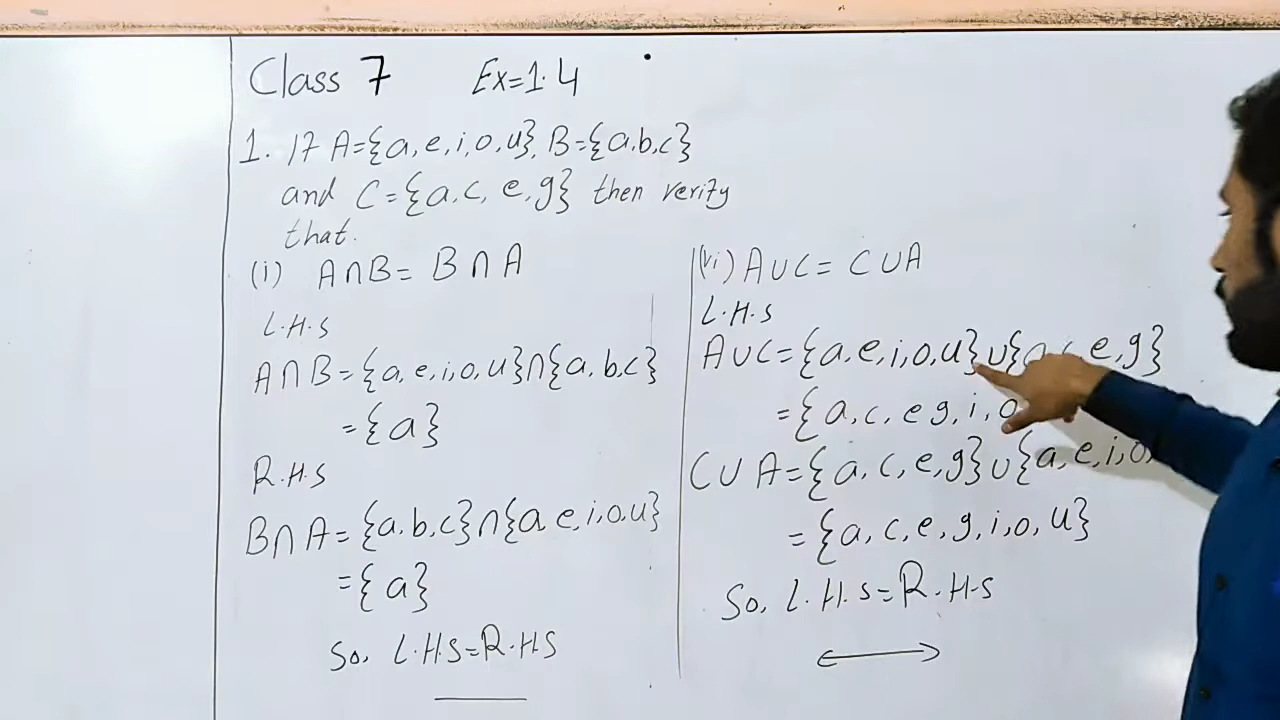 Class 7 Ex=1.4
1. If A={a,e,i,o,u}, B={a.b.c}
and C={a.c, e,g} then verify
that.
(i) A∩B= B∩A
L.H.S
A∩B={a,e,i,o,u}∩{a,b,c}
={a}
R.H.S
B∩A={a,b,c}∩{a,e,i,o,u}
={a}
So, L.H.S=R.H.S
(vi) A∪C= C∪A
L.H.S
A∪C={a.e,i,o,u}∪{a,c,e,g}
={a,c,e g,i,o
C∪A={a,c,e,g}∪{a,e,i,o,
={a,c,e,g,i,o,u}
So, L.H.S=R.H.S